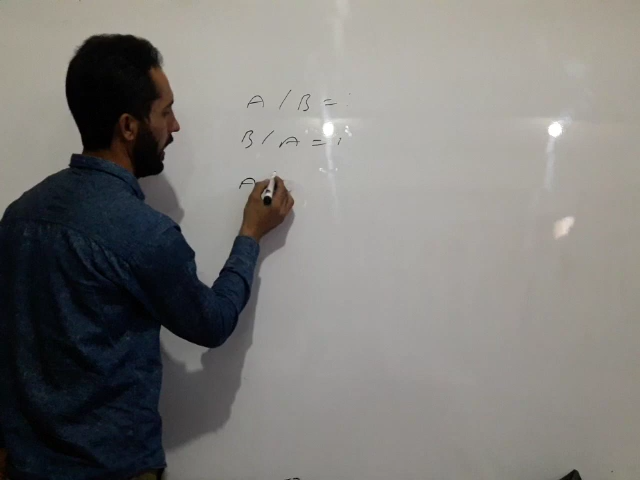 A / B =
B / A =
A